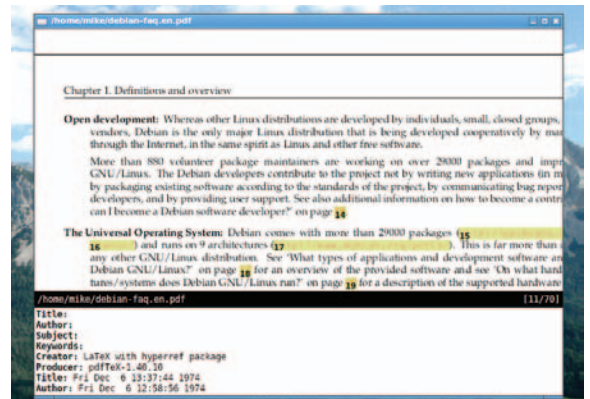 /home/mike/debian-faq.en.pdf
Chapter 1. Definitions and overview
Open development: Whereas other Linux distributions are developed by individuals, small, closed groups,
vendors, Debian is the only major Linux distribution that is being developed cooperatively by
through the Internet, in the same spirit as Linux and other free software.
More than 880 volunteer package maintainers are working on over 29000 packages and
GNU/Linux. The Debian developers contribute to the project not by writing new applications (in
by packaging existing software according to the standards of the project, by communicating bug
developers, and by providing user support. See also additional information on how to become a
can I become a Debian software developer?' on page 14
The Universal Operating System: Debian comes with more than 29000 packages (15
16 ) and runs on 9 architectures (17 ). This is far more than
any other GNU/Linux distribution. See 'What types of applications and development software
Debian GNU/Linux?' on page 18 for an overview of the provided software and see 'On what
tures/systems does Debian GNU/Linux run?' on page 19 for a description of the supported hardware
/home/mike/debian-faq.en.pdf [11/70]
Title:
Author:
Subject:
Keywords:
Creator: LaTeX with hyperref package
Producer: pdfTeX-1.40.10
Title: Fri Dec 6 13:37:44 1974
Author: Fri Dec 6 12:58:56 1974